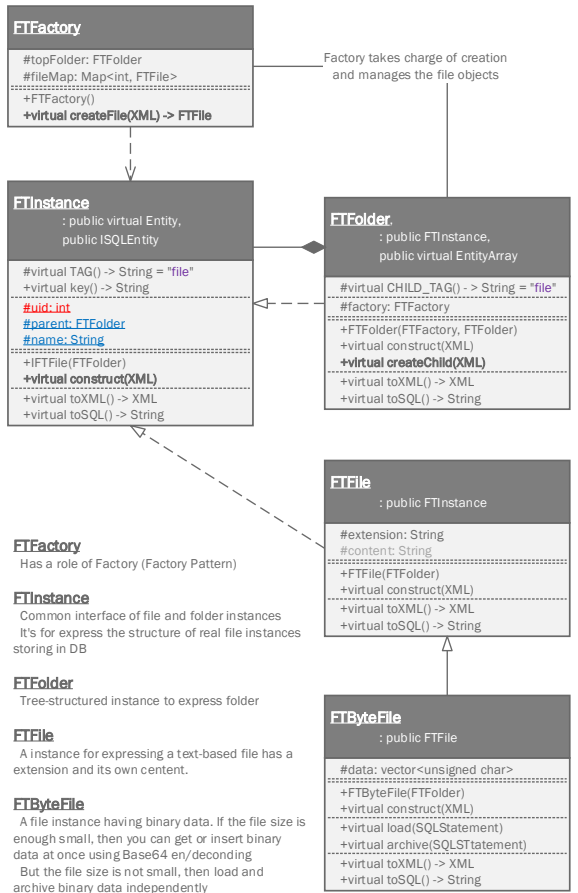 FTFactory
#topFolder: FTFolder
#fileMap: Map<int, FTFile>
+FTFactory()
+virtual createFile(XML) -> FTFile
Factory takes charge of creation
and manages the file objects
FTInstance
: public virtual Entity,
public ISQLEntity
#virtual TAG() -> String = "file"
+virtual key() -> String
#uid: int
#parent: FTFolder
#name: String
+IFTFile(FTFolder)
+virtual construct(XML)
+virtual toXML() -> XML
+virtual toSQL() -> String
FTFolder.
: public FTInstance,
public virtual EntityArray
#virtual CHILD_TAG() - > String = "file"
#factory: FTFactory
+FTFolder(FTFactory, FTFolder)
+virtual construct(XML)
+virtual createChild(XML)
+virtual toXML() -> XML
+virtual toSQL() -> String
FTFile
: public FTInstance
#extension: String
#content: String
+FTFile(FTFolder)
+virtual construct(XML)
+virtual toXML() -> XML
+virtual toSQL() -> String
FTByteFile
: public FTFile
#data: vector<unsigned char>
+FTByteFile(FTFolder)
+virtual construct(XML)
+virtual load(SQLStatement)
+virtual archive(SQLSTtatement)
+virtual toXML() -> XML
+virtual toSQL() -> String
FTFactory
Has a role of Factory (Factory Pattern)
FTInstance
Common interface of file and folder instances
It's for express the structure of real file instances
storing in DB
FTFolder
Tree-structured instance to express folder
FTFile
A instance for expressing a text-based file has a
extension and its own centent.
FTByteFile
A file instance having binary data. If the file size is
enough small, then you can get or insert binary
data at once using Base64 en/deconding
But the file size is not small, then load and
archive binary data independently